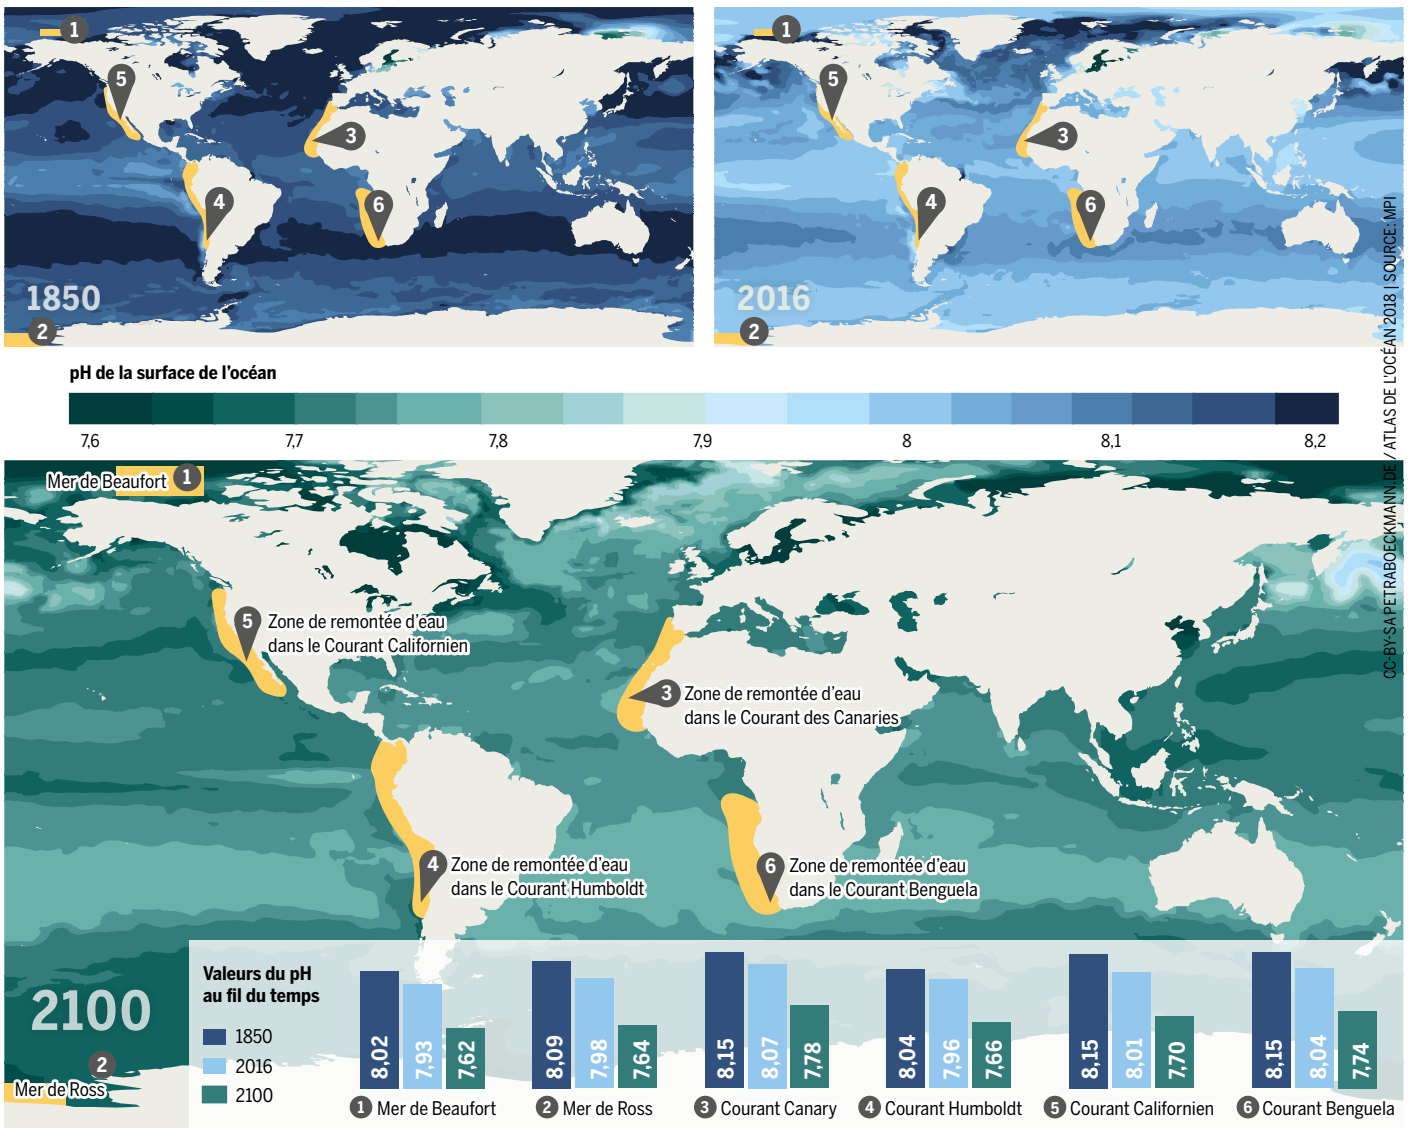 1
5
3
4
6
1850
2
1
5
3
4
6
2016
2
pH de la surface de l'océan
7,6
7,7
7,8
7,9
8
8,1
8,2
Mer de Beaufort 1
5 Zone de remontée d'eau
dans le Courant Californien
3 Zone de remontée d'eau
dans le Courant des Canaries
4 Zone de remontée d'eau
dans le Courant Humboldt
6 Zone de remontée d'eau
dans le Courant Benguela
2100
2
Mer de Ross
Valeurs du pH
au fil du temps
1850
2016
2100
8,02 7,93 7,62
1 Mer de Beaufort
8,09 7,98 7,64
2 Mer de Ross
8,15 8,07 7,78
3 Courant Canary
8,04 7,96 7,66
4 Courant Humboldt
8,15 8,01 7,70
5 Courant Californien
8,15 8,04 7,74
6 Courant Benguela
CC-BY-SA PETRABOECKMANN.DE / ATLAS DE L'OCÉAN 2018 | SOURCE: MPI